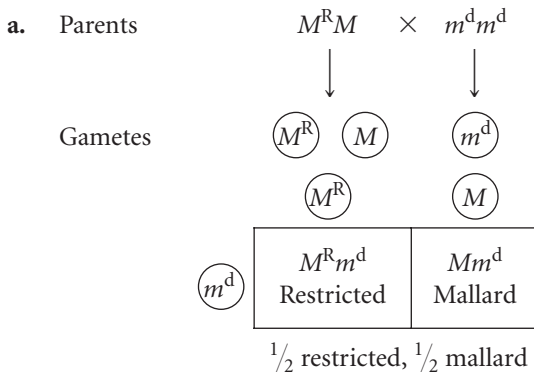 a. Parents M^R M × m^d m^d
Gametes M^R M m^d
M^R M
m^d M^R m^d Mm^d
Restricted Mallard
1/2 restricted, 1/2 mallard